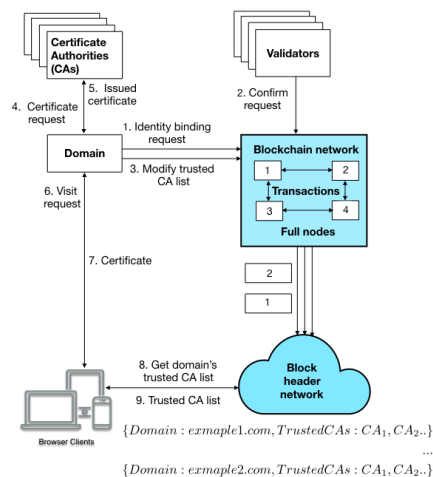 Certificate
Authorities
(CAs)
Validators
5. Issued
certificate
4. Certificate
request
2. Confirm
request
1. Identity binding
request
Domain
3. Modify trusted
CA list
Blockchain network
1
2
Transactions
3
4
Full nodes
6. Visit
request
7. Certificate
2
1
8. Get domain's
trusted CA list
9. Trusted CA list
Block
header
network
Browser Clients
{Domain : exmaple1.com, TrustedCAs : CA₁, CA₂..}
...
{Domain : exmaple2.com, TrustedCAs : CA₁, CA₂..}